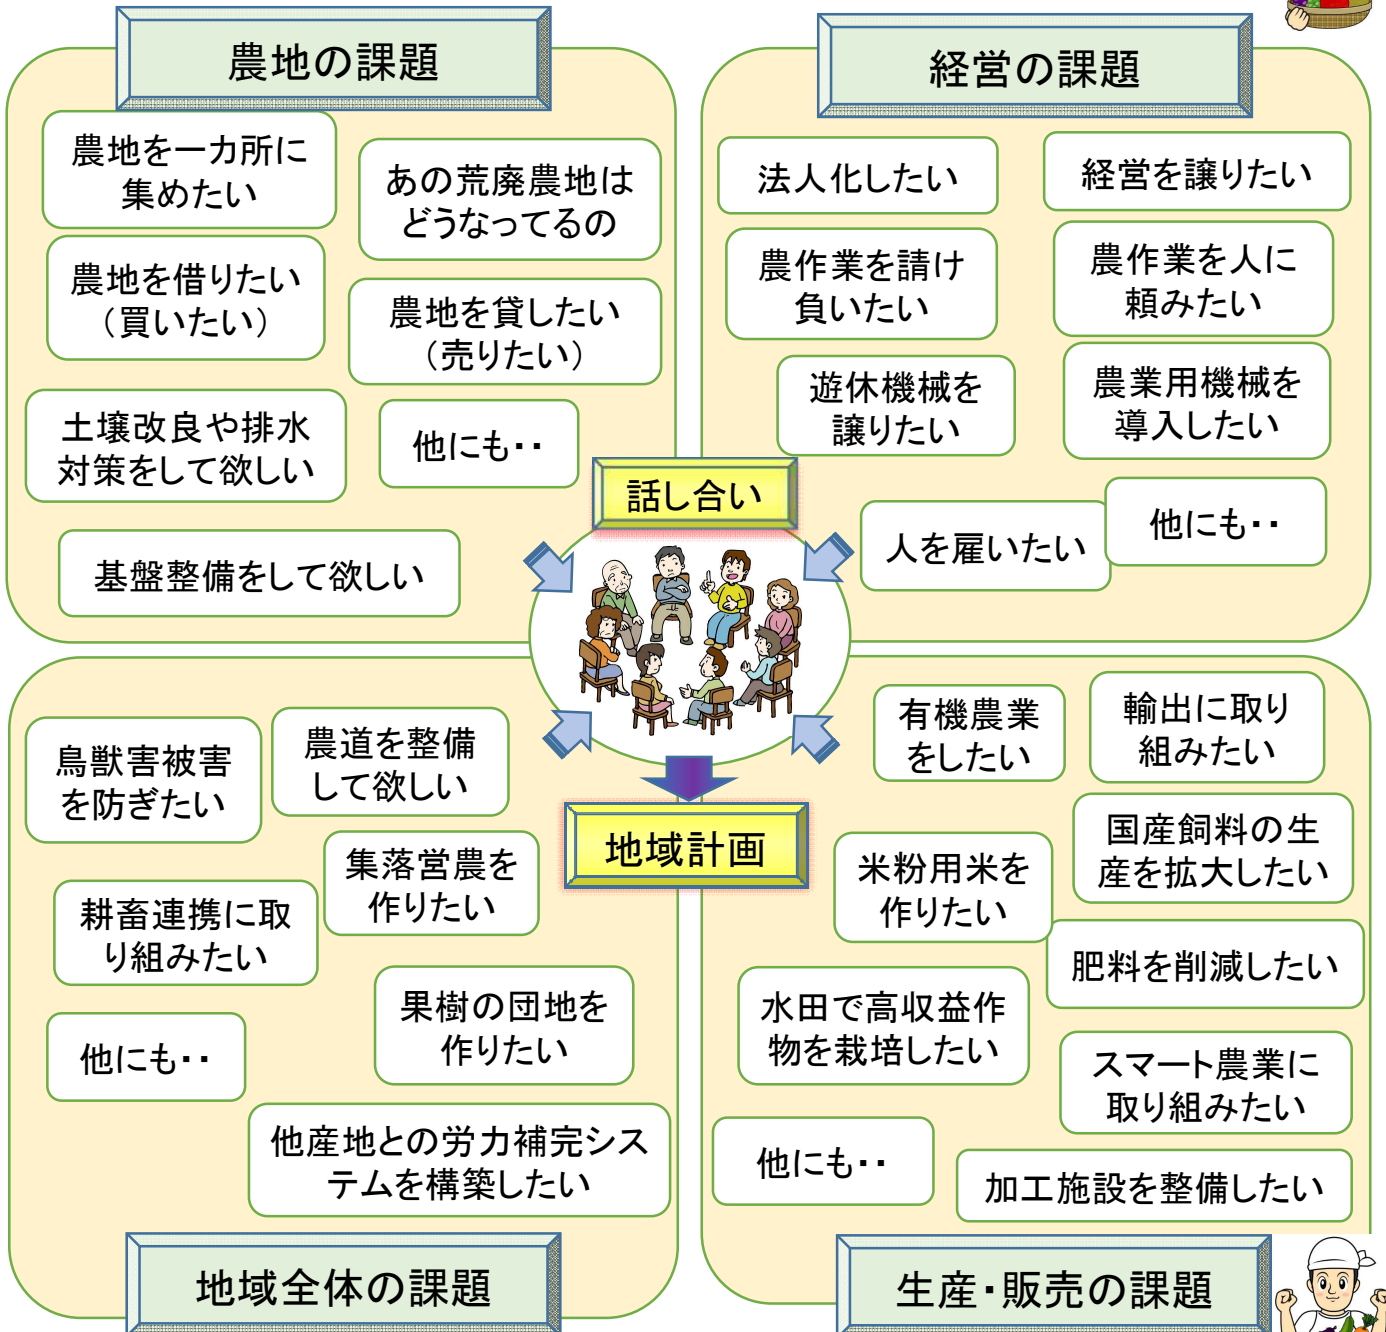 農地の課題
農地を一カ所に
集めたい
あの荒廃農地は
どうなってるの
農地を借りたい
（買いたい）
農地を貸したい
（売りたい）
土壌改良や排水
対策をして欲しい
他にも・・
基盤整備をして欲しい
経営の課題
法人化したい
経営を譲りたい
農作業を請け
負いたい
農作業を人に
頼みたい
遊休機械を
譲りたい
農業用機械を
導入したい
人を雇いたい
他にも・・
話し合い
地域計画
鳥獣害被害
を防ぎたい
農道を整備
して欲しい
集落営農を
作りたい
耕畜連携に取
り組みたい
果樹の団地を
作りたい
他にも・・
他産地との労力補完シス
テムを構築したい
地域全体の課題
有機農業
をしたい
輸出に取り
組みたい
国産飼料の生
産を拡大したい
米粉用米を
作りたい
肥料を削減したい
水田で高収益作
物を栽培したい
スマート農業に
取り組みたい
他にも・・
加工施設を整備したい
生産・販売の課題